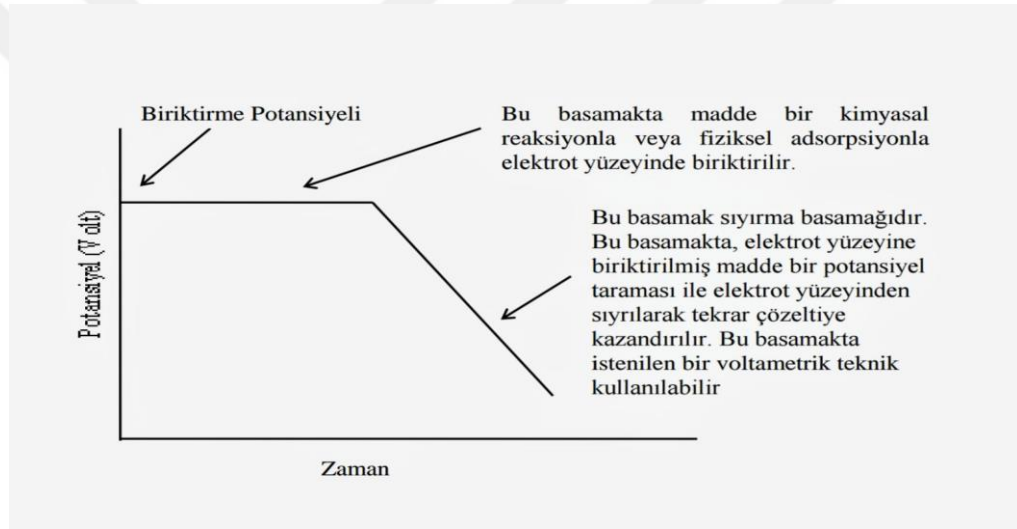 Biriktirme Potansiyeli
Bu basamakta madde bir kimyasal
reaksiyonla veya fiziksel adsorpsiyonla
elektrot yüzeyinde biriktirilir.
Bu basamak sıyırma basamağıdır.
Bu basamakta, elektrot yüzeyine
biriktirilmiş madde bir potansiyel
taraması ile elektrot yüzeyinden
sıyrılarak tekrar çözeltiye
kazandırılır. Bu basamakta
istenilen bir voltametrik teknik
kullanılabilir
Potansiyel (Volt)
Zaman